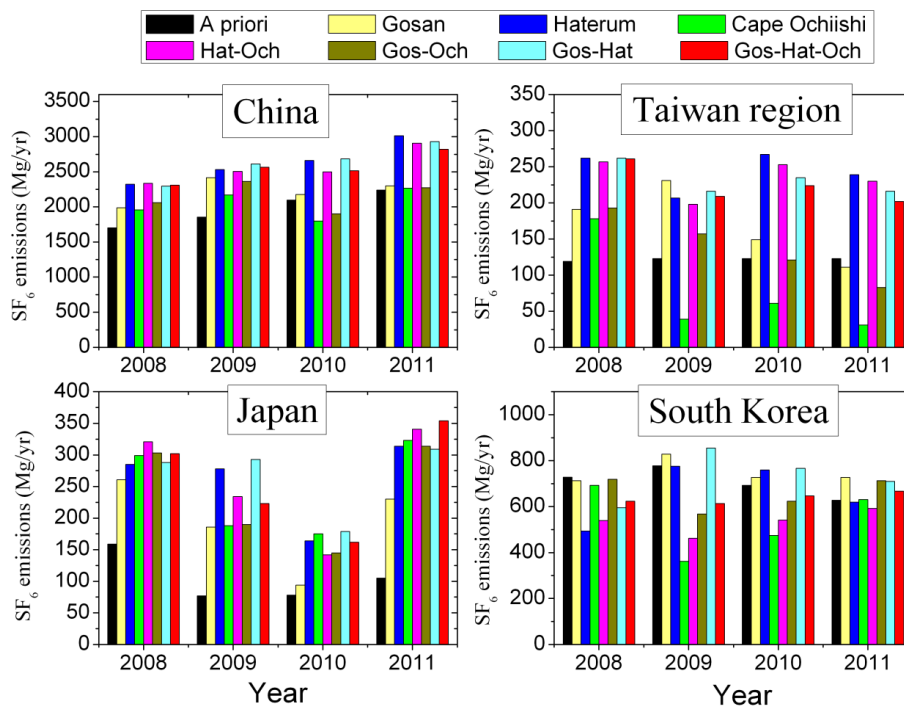 A priori Gosan Haterum Cape Ochiishi
Hat-Och Gos-Och Gos-Hat Gos-Hat-Och
China
SF6 emissions (Mg/yr)
3500
3000
2500
2000
1500
1000
500
0
2008 2009 2010 2011
Taiwan region
SF6 emissions (Mg/yr)
350
300
250
200
150
100
50
0
2008 2009 2010 2011
Japan
SF6 emissions (Mg/yr)
400
350
300
250
200
150
100
50
0
2008 2009 2010 2011
Year
South Korea
SF6 emissions (Mg/yr)
1000
800
600
400
200
0
2008 2009 2010 2011
Year